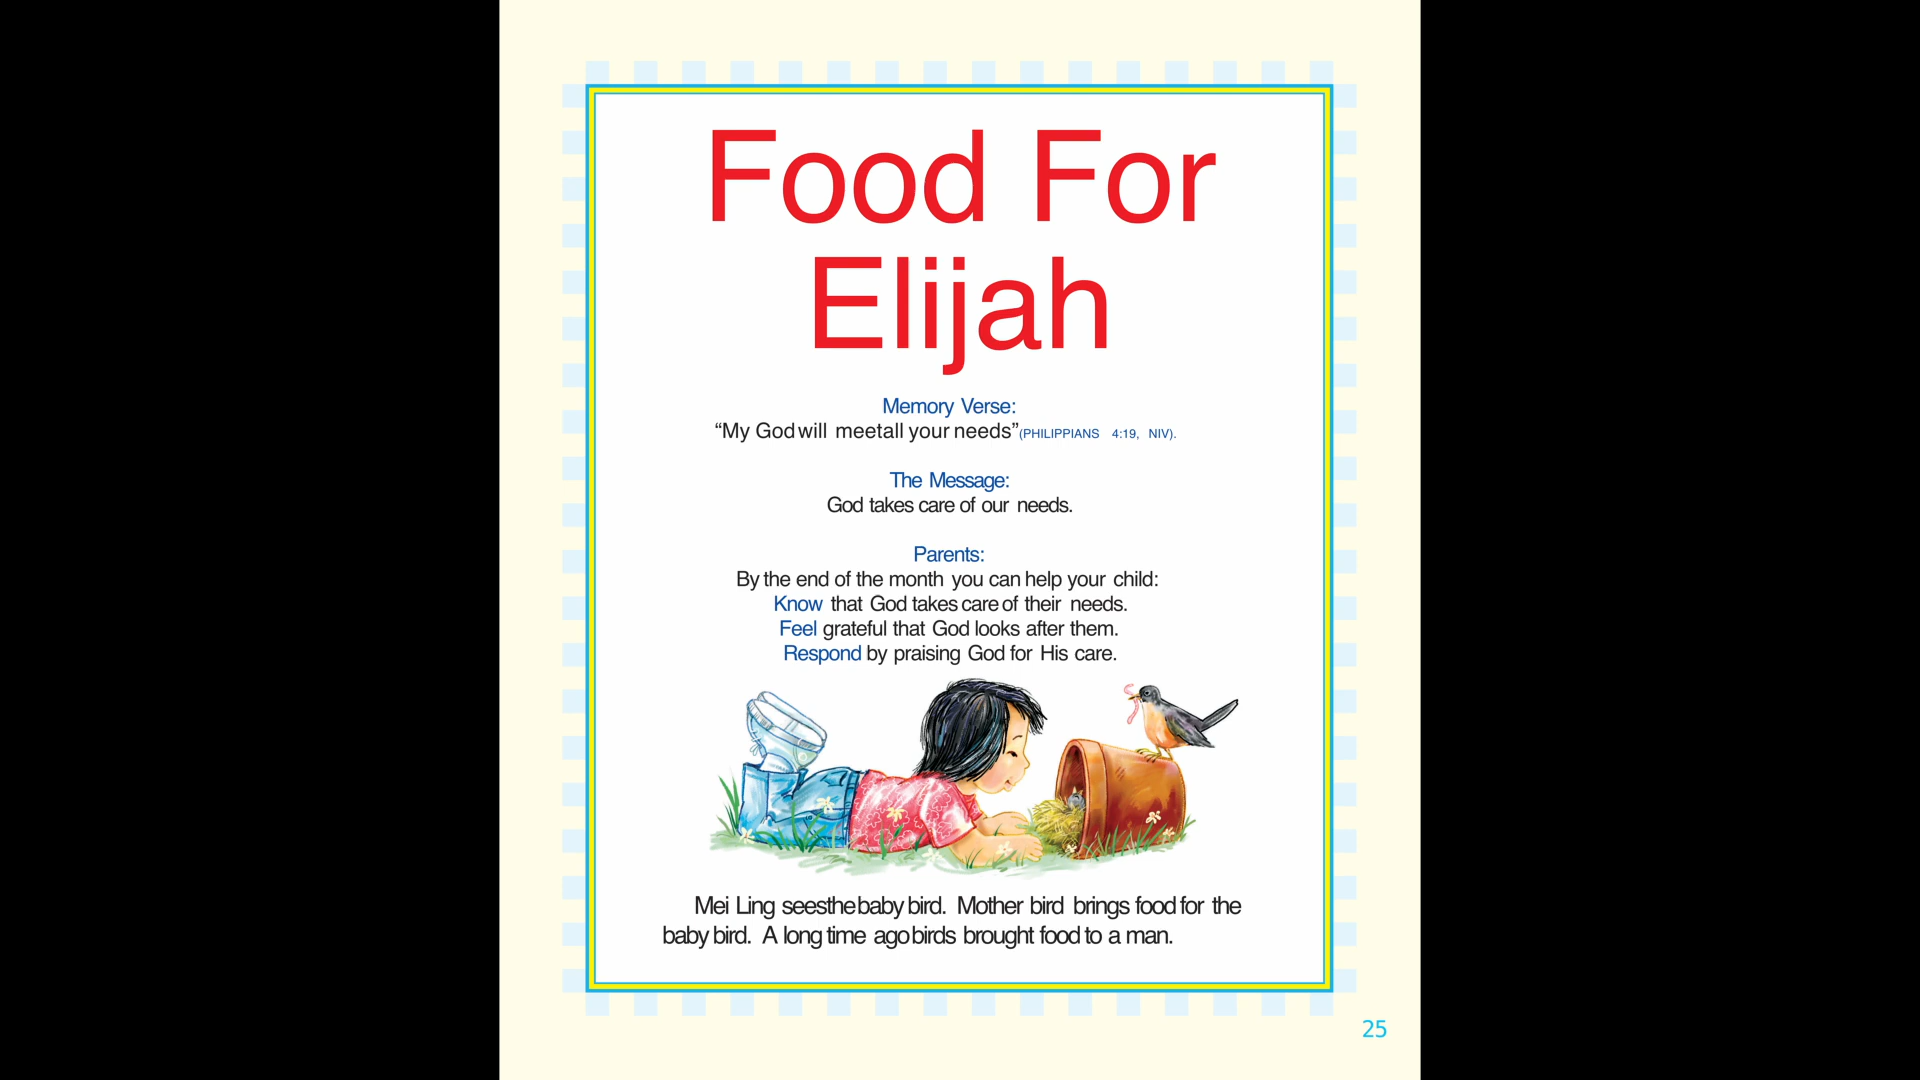 Food For
Elijah
Memory Verse:
“My God will meet all your needs” (PHILIPPIANS 4:19, NIV).
The Message:
God takes care of our needs.
Parents:
By the end of the month you can help your child:
Know that God takes care of their needs.
Feel grateful that God looks after them.
Respond by praising God for His care.
Mei Ling sees the baby bird. Mother bird brings food for the
baby bird. A long time ago birds brought food to a man.
25